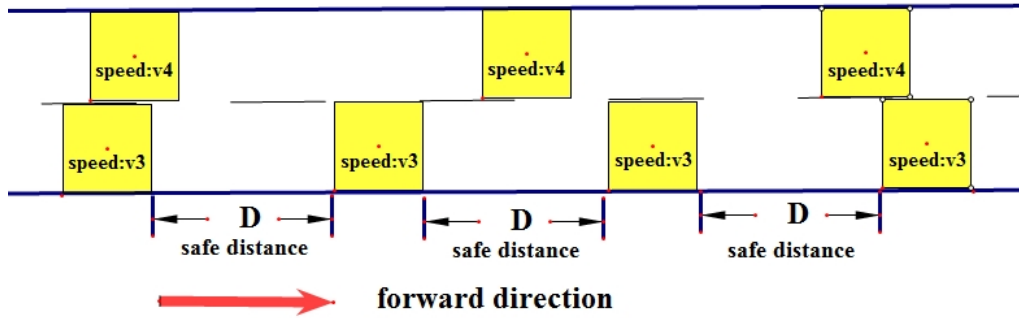 speed:v4
speed:v4
speed:v4
speed:v3
speed:v3
speed:v3
speed:v3
D
D
D
safe distance
safe distance
safe distance
forward direction